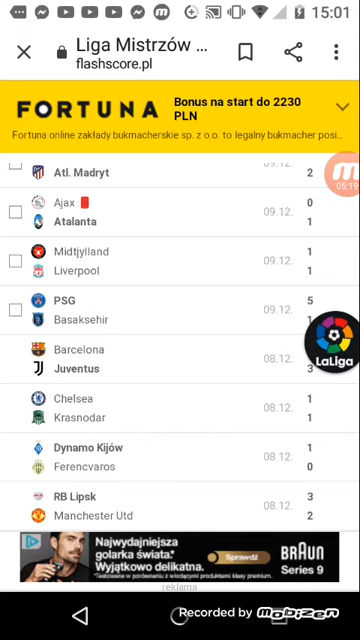 15:01
Liga Mistrzów ...
flashscore.pl
FORTUNA
Bonus na start do 2230 PLN
Fortuna online zakłady bukmacherskie sp. z o.o. to legalny bukmacher posi...
Atl. Madryt 2
05:19
Ajax 0
09.12.
Atalanta 1
Midtjylland 1
09.12.
Liverpool 1
PSG 5
09.12.
Basaksehir 1
LaLiga
Barcelona
08.12.
Juventus 3
Chelsea 1
08.12.
Krasnodar 1
Dynamo Kijów 1
08.12.
Ferencvaros 0
RB Lipsk 3
08.12.
Manchester Utd 2
Najwydajniejsza
golarka świata.*
Wyjątkowo delikatna.
Sprawdź
BRAUN
Series 9
reklama
Recorded by mobizen